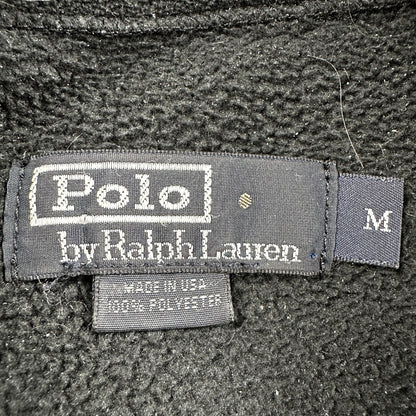 Polo
by Ralph Lauren
M
MADE IN USA
100% POLYESTER